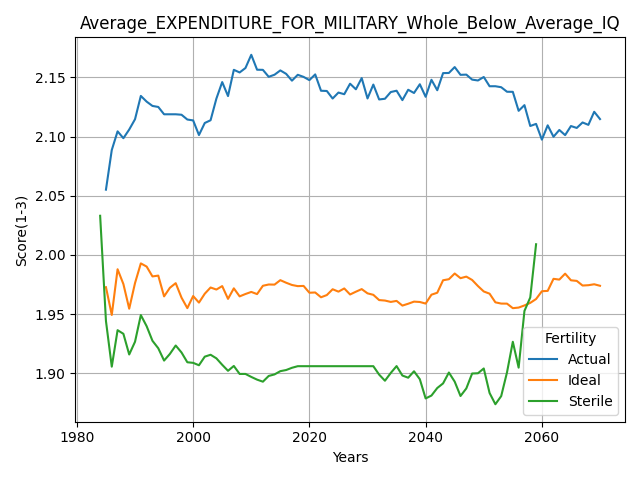 Average_EXPENDITURE_FOR_MILITARY_Whole_Below_Average_IQ
Score(1-3)
2.15
2.10
2.05
2.00
1.95
1.90
1980
2000
2020
2040
2060
Years
Fertility
Actual
Ideal
Sterile